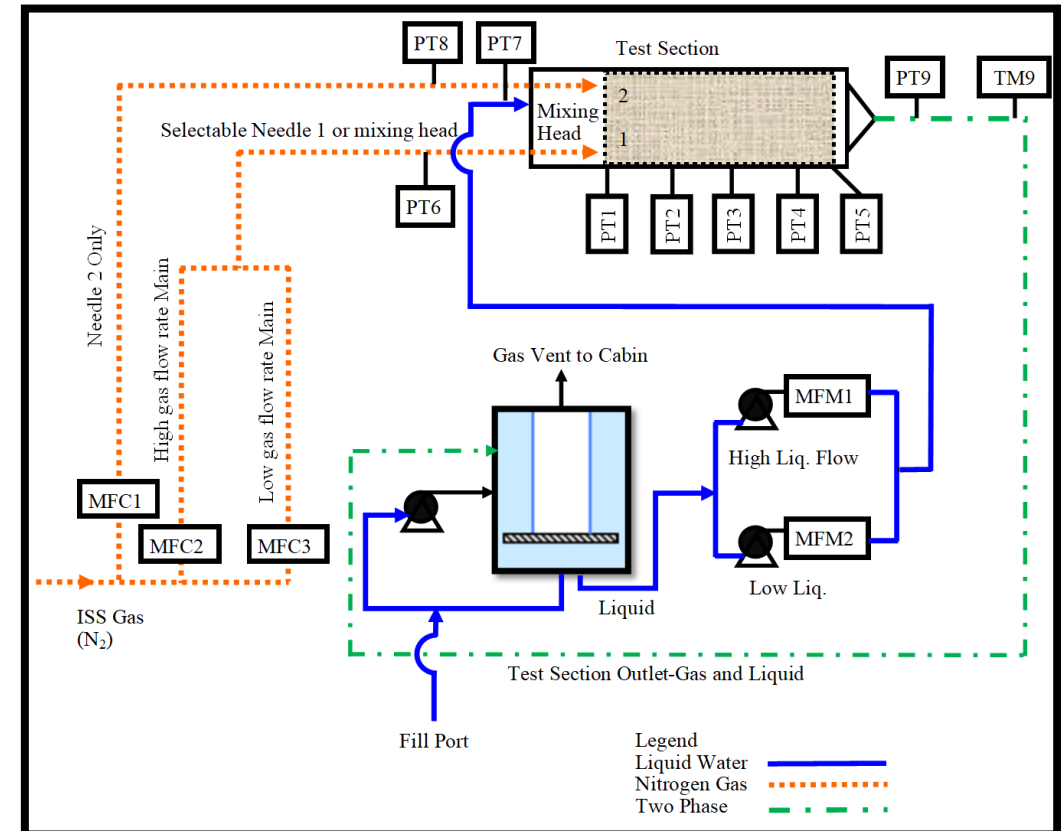 PT8
PT7
Test Section
PT9
TM9
2
Mixing
Head
1
Selectable Needle 1 or mixing head
PT6
PT1
PT2
PT3
PT4
PT5
Needle 2 Only
High gas flow rate Main
Low gas flow rate Main
Gas Vent to Cabin
MFM1
High Liq. Flow
MFC1
MFC2
MFC3
MFM2
Low Liq.
Liquid
ISS Gas
(N₂)
Test Section Outlet-Gas and Liquid
Fill Port
Legend
Liquid Water
Nitrogen Gas
Two Phase